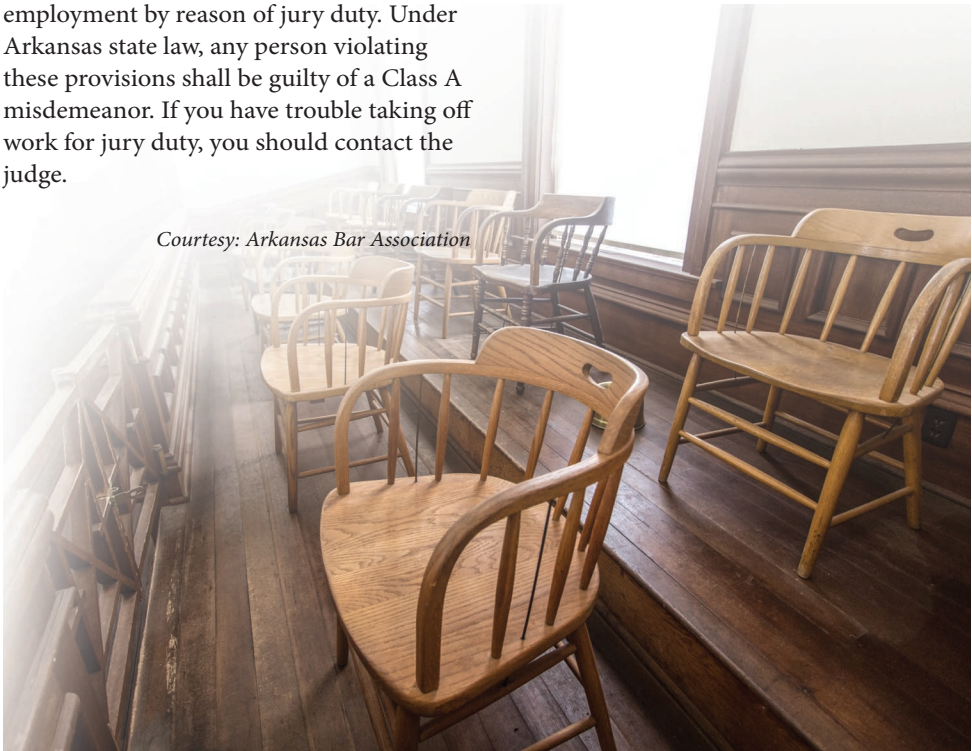 employment by reason of jury duty. Under
Arkansas state law, any person violating
these provisions shall be guilty of a Class A
misdemeanor. If you have trouble taking off
work for jury duty, you should contact the
judge.
Courtesy: Arkansas Bar Association